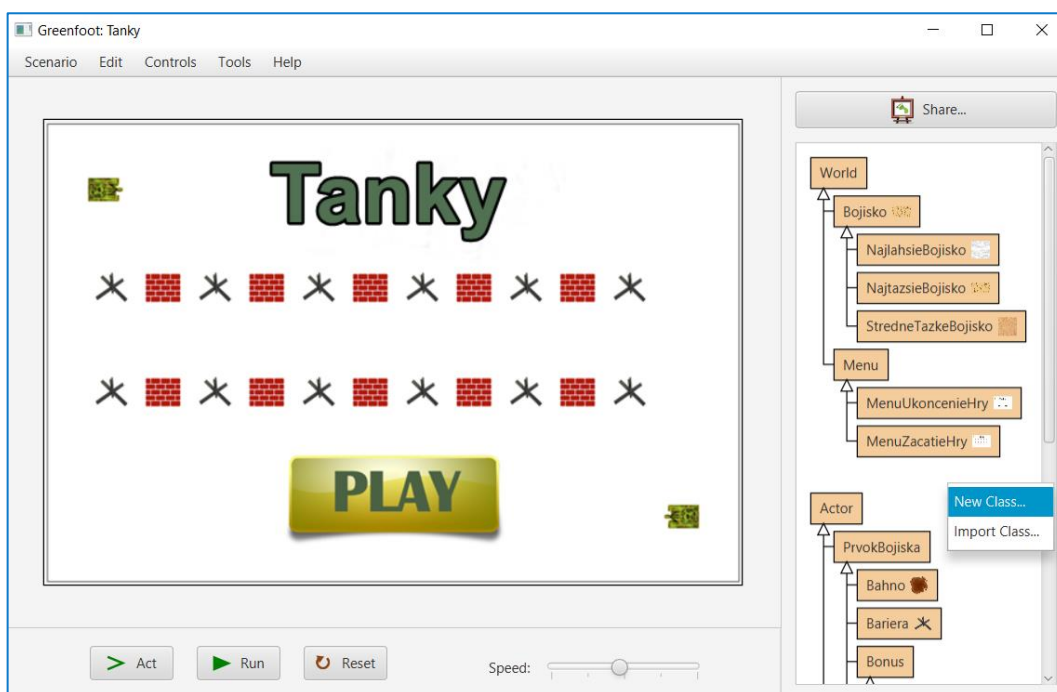 Greenfoot: Tanky
Scenario Edit Controls Tools Help
Share...
Tanky
PLAY
World
Bojisko
NajlahsieBojisko
NajtazsieBojisko
StredneTazkeBojisko
Menu
MenuUkoncenieHry
MenuZacatieHry
New Class...
Import Class...
Actor
PrvokBojiska
Bahno
Bariera
Bonus
Act Run Reset Speed: